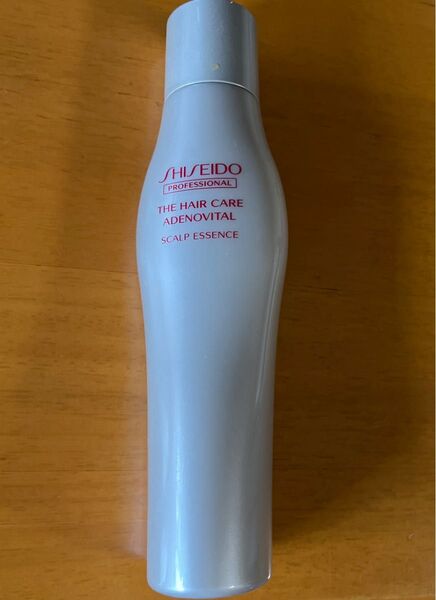 SHISEIDO
PROFESSIONAL
THE HAIR CARE
ADENOVITAL
SCALP ESSENCE